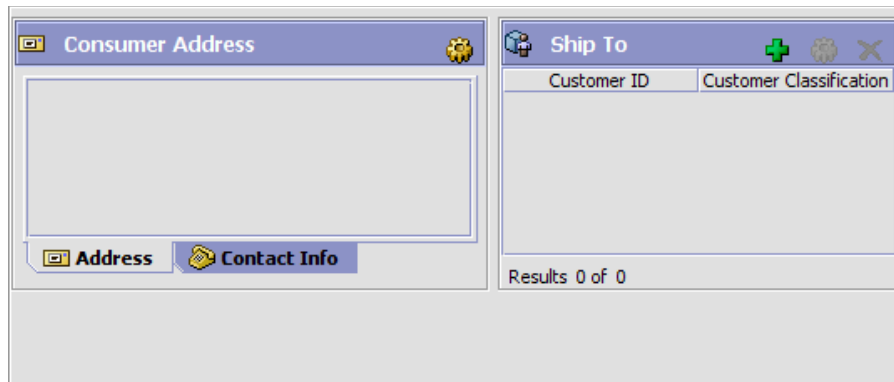 Consumer Address
Ship To
Customer ID
Customer Classification
Address
Contact Info
Results 0 of 0